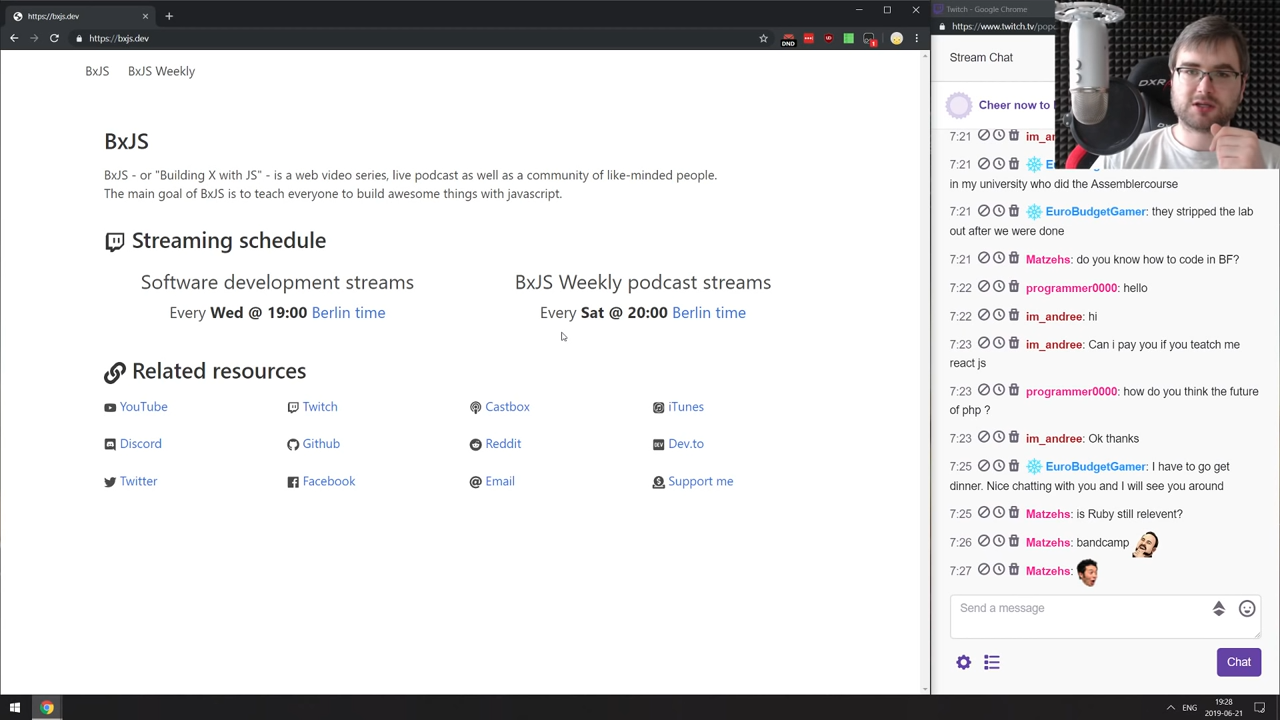 https://bxjs.dev
Twitch - Google Chrome
https://bxjs.dev
DND
https://www.twitch.tv/popo
BxJS
BxJS Weekly
Stream Chat
Cheer now to
BxJS
BxJS - or "Building X with JS" - is a web video series, live podcast as well as a community of like-minded people.
The main goal of BxJS is to teach everyone to build awesome things with javascript.
Streaming schedule
Software development streams
Every Wed @ 19:00 Berlin time
BxJS Weekly podcast streams
Every Sat @ 20:00 Berlin time
Related resources
YouTube
Twitch
Castbox
iTunes
Discord
Github
Reddit
Dev.to
Twitter
Facebook
Email
Support me
7:21 im_an
7:21
in my university who did the Assemblercourse
7:21 EuroBudgetGamer: they stripped the lab
out after we were done
7:21 Matzehs: do you know how to code in BF?
7:22 programmer0000: hello
7:22 im_andree: hi
7:23 im_andree: Can i pay you if you teatch me
react js
7:23 programmer0000: how do you think the future
of php ?
7:23 im_andree: Ok thanks
7:25 EuroBudgetGamer: I have to go get
dinner. Nice chatting with you and I will see you around
7:25 Matzehs: is Ruby still relevent?
7:26 Matzehs: bandcamp
7:27 Matzehs:
Send a message
Chat
DXR
ENG
19:28
2019-06-21